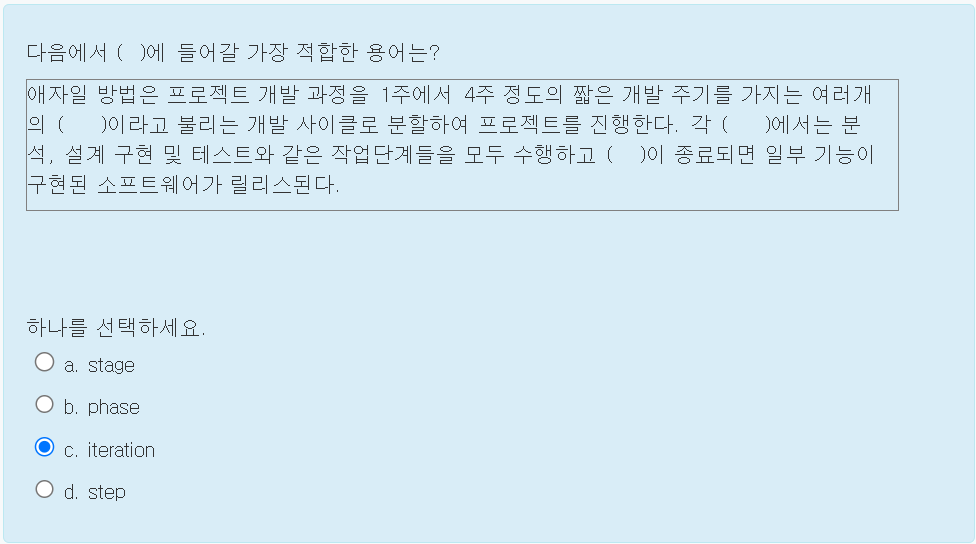 다음에서 ( )에 들어갈 가장 적합한 용어는?
애자일 방법은 프로젝트 개발 과정을 1주에서 4주 정도의 짧은 개발 주기를 가지는 여러개
의 ( )이라고 불리는 개발 사이클로 분할하여 프로젝트를 진행한다. 각 ( )에서는 분
석, 설계 구현 및 테스트와 같은 작업단계들을 모두 수행하고 ( )이 종료되면 일부 기능이
구현된 소프트웨어가 릴리스된다.
하나를 선택하세요.
a. stage
b. phase
c. iteration
d. step